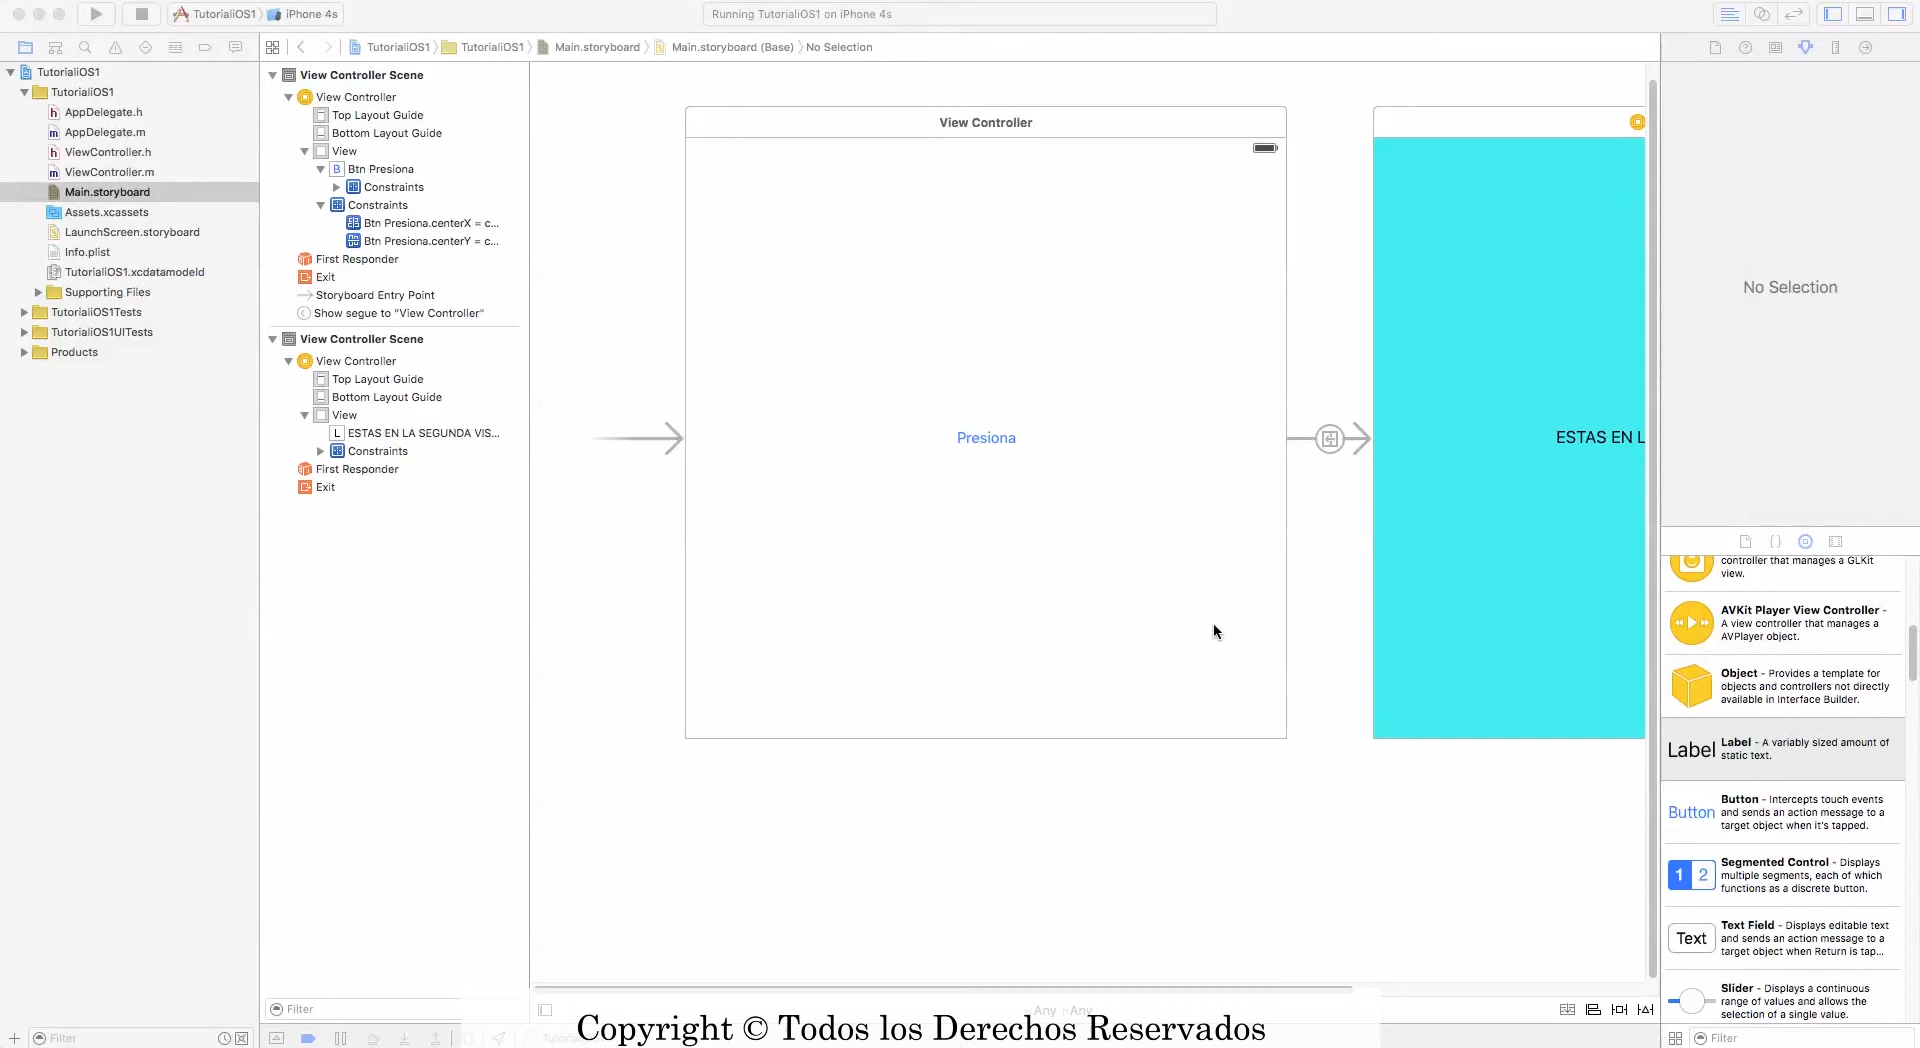 TutorialiOS1 iPhone 4s
Running TutorialiOS1 on iPhone 4s
TutorialiOS1 TutorialiOS1 Main.storyboard Main.storyboard (Base) No Selection
TutorialiOS1
TutorialiOS1
AppDelegate.h
AppDelegate.m
ViewController.h
ViewController.m
Main.storyboard
Assets.xcassets
LaunchScreen.storyboard
Info.plist
TutorialiOS1.xcdatamodeld
Supporting Files
TutorialiOS1Tests
TutorialiOS1UITests
Products
Filter
View Controller Scene
View Controller
Top Layout Guide
Bottom Layout Guide
View
B Btn Presiona
Constraints
Constraints
Btn Presiona.centerX = c...
Btn Presiona.centerY = c...
First Responder
Exit
Storyboard Entry Point
Show segue to "View Controller"
View Controller Scene
View Controller
Top Layout Guide
Bottom Layout Guide
View
L ESTAS EN LA SEGUNDA VIS...
Constraints
First Responder
Exit
Filter
View Controller
Presiona
ESTAS EN L
Any Any
Copyright © Todos los Derechos Reservados
No Selection
controller that manages a GLKit
view.
AVKit Player View Controller -
A view controller that manages a
AVPlayer object.
Object - Provides a template for
objects and controllers not directly
available in Interface Builder.
Label Label - A variably sized amount of
static text.
Button - Intercepts touch events
Button and sends an action message to a
target object when it's tapped.
Segmented Control - Displays
1 2 multiple segments, each of which
functions as a discrete button.
Text Field - Displays editable text
Text and sends an action message to a
target object when Return is tap...
Slider - Displays a continuous
range of values and allows the
selection of a single value.
Filter